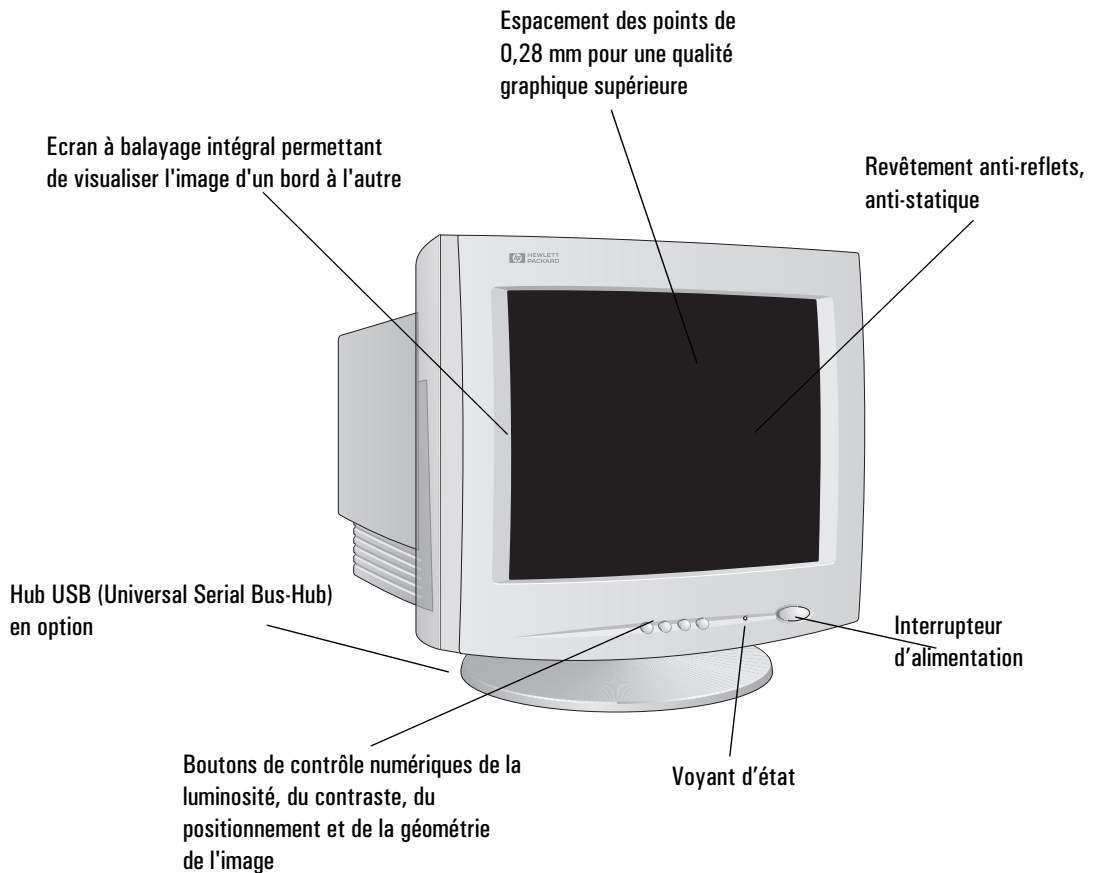 Espacement des points de
0,28 mm pour une qualité
graphique supérieure
Ecran à balayage intégral permettant
de visualiser l'image d'un bord à l'autre
Revêtement anti-reflets,
anti-statique
hp HEWLETT
PACKARD
Hub USB (Universal Serial Bus-Hub)
en option
Interrupteur
d'alimentation
Boutons de contrôle numériques de la
luminosité, du contraste, du
positionnement et de la géométrie
de l'image
Voyant d'état